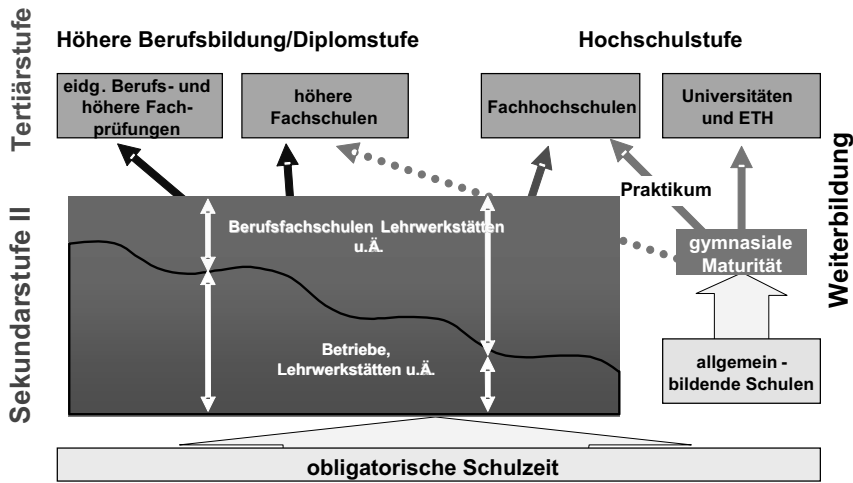 Höhere Berufsbildung/Diplomstufe
Hochschulstufe
Tertiärstufe
eidg. Berufs- und
höhere Fach-
prüfungen
höhere
Fachschulen
Fachhochschulen
Universitäten
und ETH
Praktikum
Weiterbildung
Sekundarstufe II
Berufsfachschulen Lehrwerkstätten
u.Ä.
gymnasiale
Maturität
Betriebe,
Lehrwerkstätten u.Ä.
allgemein -
bildende Schulen
obligatorische Schulzeit